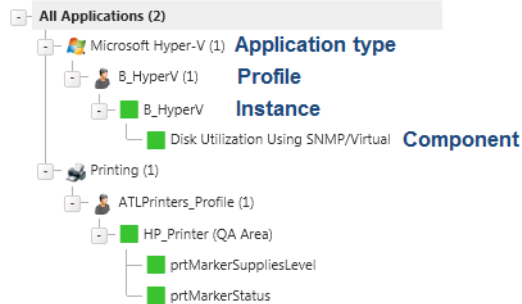 All Applications (2)
Microsoft Hyper-V (1) Application type
B_HyperV (1) Profile
B_HyperV Instance
Disk Utilization Using SNMP/Virtual Component
Printing (1)
ATLPrinters_Profile (1)
HP_Printer (QA Area)
prtMarkerSuppliesLevel
prtMarkerStatus